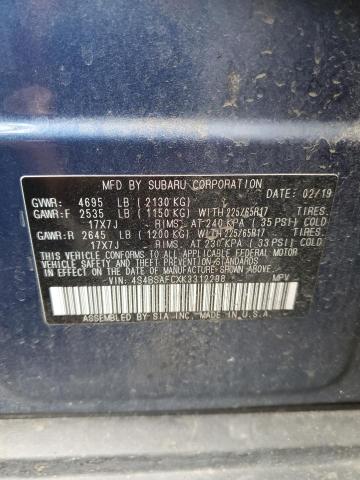 MFD BY SUBARU CORPORATION DATE: 02/19
GVWR: 4695 LB (2130 KG)
GAWR:F 2535 LB (1150 KG) WITH 225/65R17 TIRES,
17X7J RIMS, AT 240 KPA (35 PSI) COLD
GAWR:R 2645 LB (1200 KG) WITH 225/65R17 TIRES,
17X7J RIMS, AT 230 KPA (33 PSI) COLD
THIS VEHICLE CONFORMS TO ALL APPLICABLE FEDERAL MOTOR
VEHICLE SAFETY, BUMPER, AND THEFT PREVENTION STANDARDS
IN EFFECT ON THE DATE OF MANUFACTURE SHOWN ABOVE.
VIN: 4S4BSAFCXK3312288 MPV
ASSEMBLED BY SIA INC. MADE IN U.S.A.